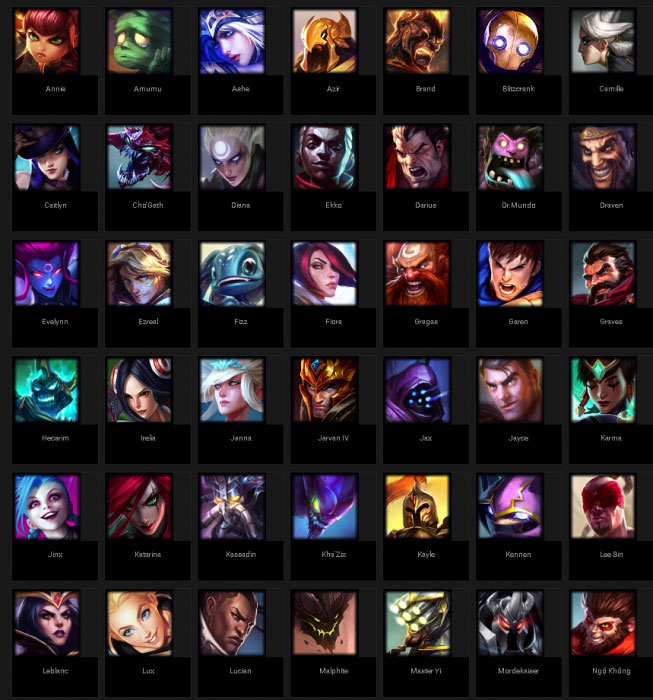 Annie
Amumu
Ashe
Azir
Brand
Blitzcrank
Camille
Caitlyn
Cho'Gath
Diana
Ekko
Darius
Dr. Mundo
Draven
Evelynn
Ezreal
Fizz
Fiora
Gragas
Garen
Graves
Hecarim
Irelia
Janna
Jarvan IV
Jax
Jayce
Karma
Jinx
Katarina
Kassadin
Kha'Zix
Kayle
Kennen
Lee Sin
Leblanc
Lux
Lucian
Malphite
Master Yi
Mordekaiser
Ngộ Không